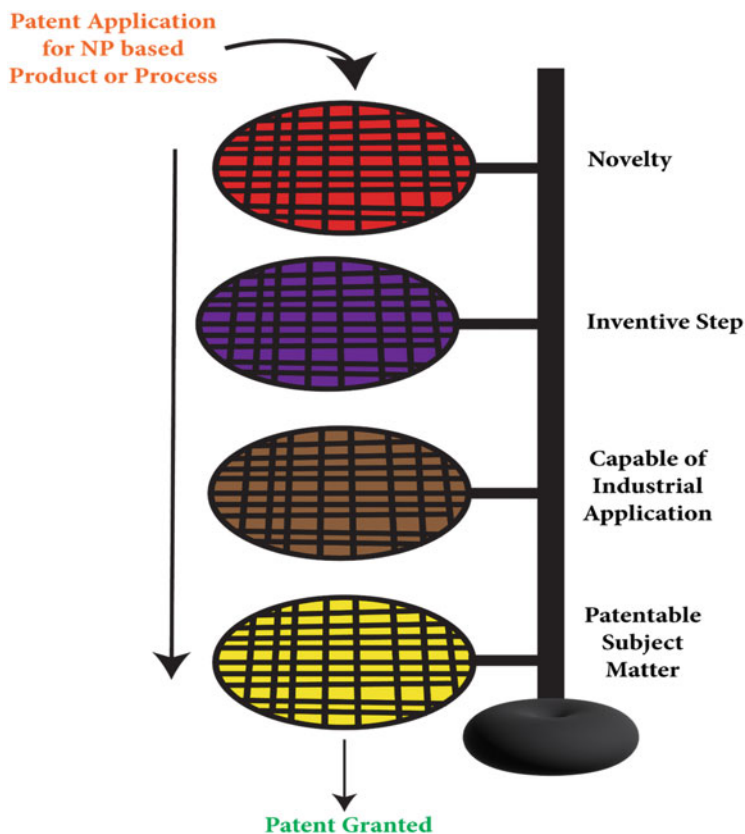 Patent Application
for NP based
Product or Process
Novelty
Inventive Step
Capable of
Industrial
Application
Patentable
Subject
Matter
Patent Granted